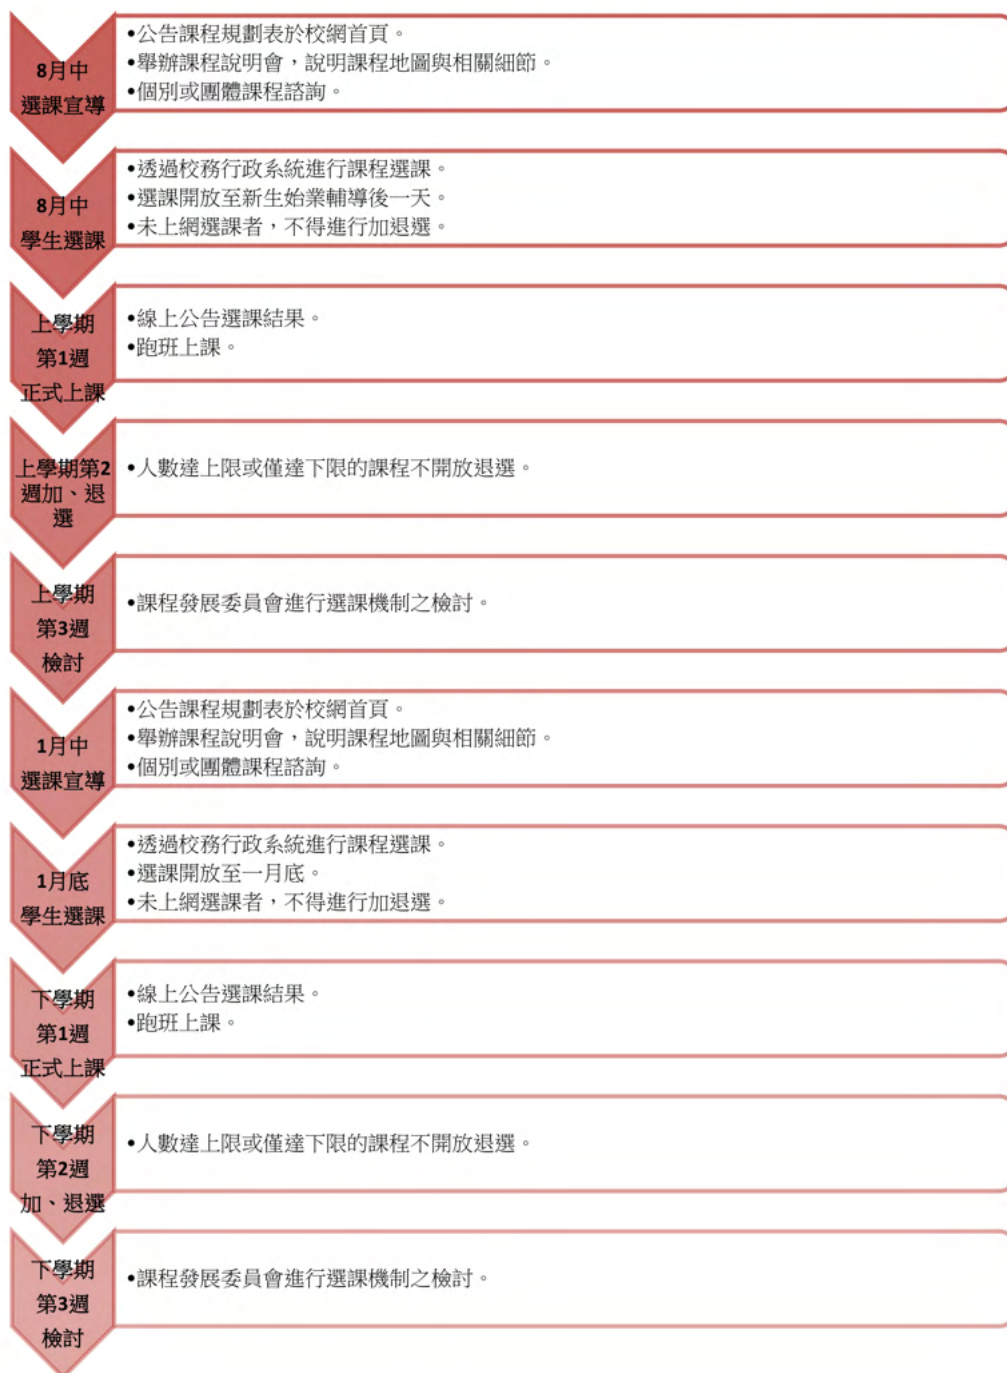 8月中
選課宣導
•公告課程規劃表於校網首頁。
•舉辦課程說明會，說明課程地圖與相關細節。
•個別或團體課程諮詢。
8月中
學生選課
•透過校務行政系統進行課程選課。
•選課開放至新生始業輔導後一天。
•未上網選課者，不得進行加退選。
上學期
第1週
正式上課
•線上公告選課結果。
•跑班上課。
上學期第2
週加、退
選
•人數達上限或僅達下限的課程不開放退選。
上學期
第3週
檢討
•課程發展委員會進行選課機制之檢討。
1月中
選課宣導
•公告課程規劃表於校網首頁。
•舉辦課程說明會，說明課程地圖與相關細節。
•個別或團體課程諮詢。
1月底
學生選課
•透過校務行政系統進行課程選課。
•選課開放至一月底。
•未上網選課者，不得進行加退選。
下學期
第1週
正式上課
•線上公告選課結果。
•跑班上課。
下學期
第2週
加、退選
•人數達上限或僅達下限的課程不開放退選。
下學期
第3週
檢討
•課程發展委員會進行選課機制之檢討。